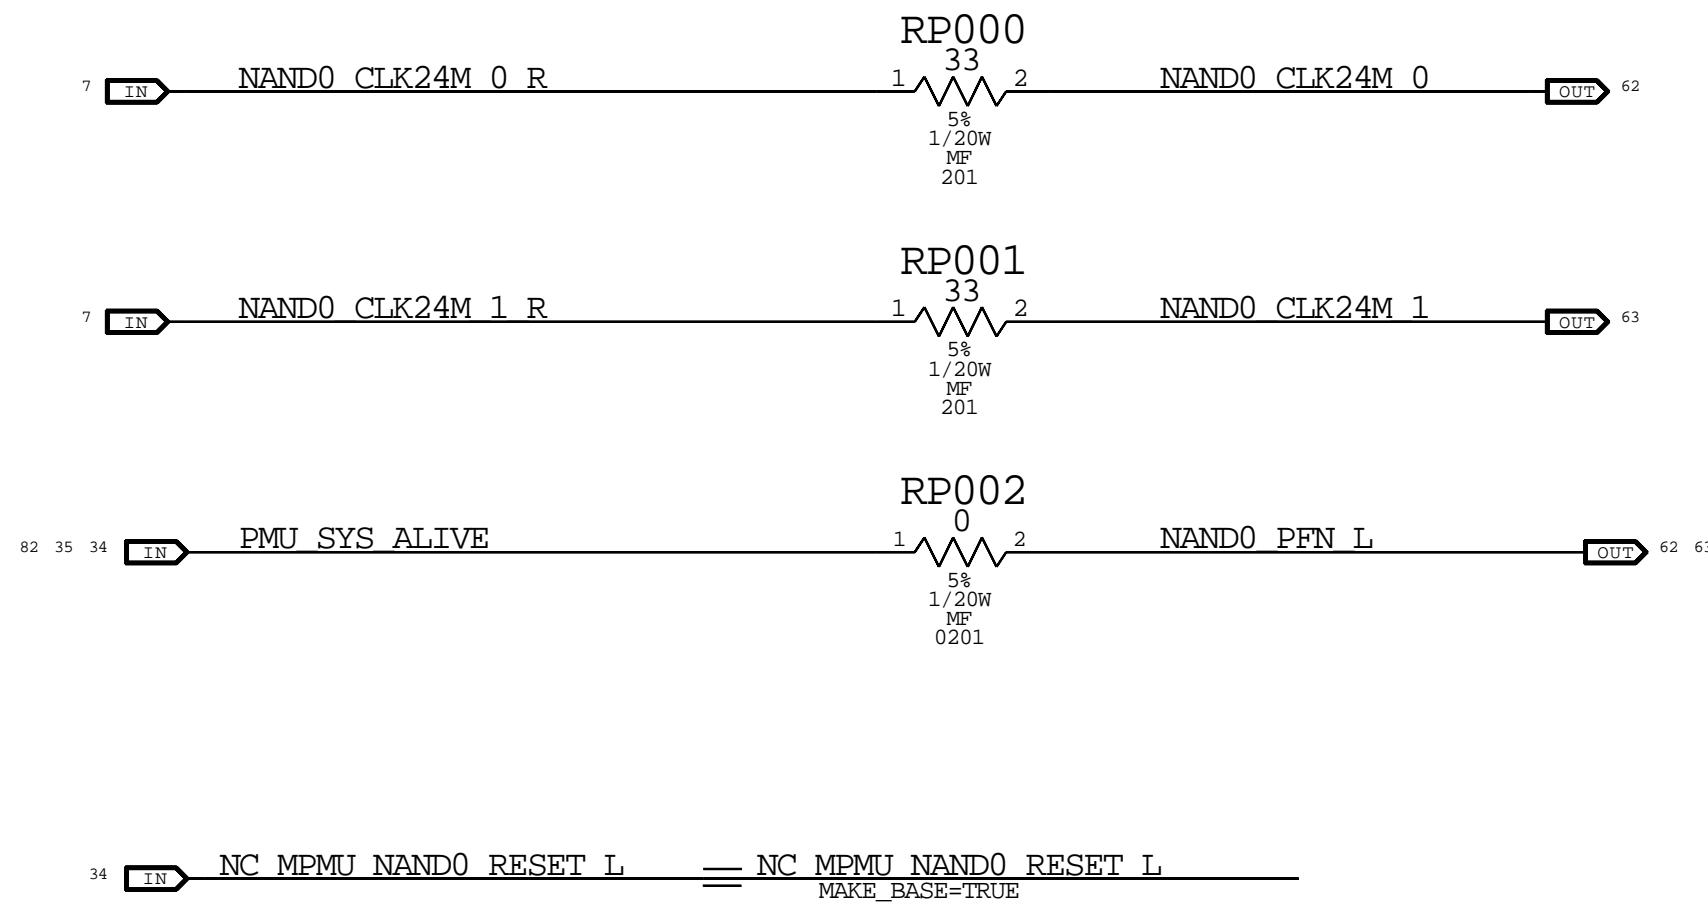 RP000
33
7 IN NAND0_CLK24M_0_R 1 2 NAND0_CLK24M_0 OUT 62
5%
1/20W
MF
201
RP001
33
7 IN NAND0_CLK24M_1_R 1 2 NAND0_CLK24M_1 OUT 63
5%
1/20W
MF
201
RP002
0
82 35 34 IN PMU_SYS_ALIVE 1 2 NAND0_PFN_L OUT 62 63
5%
1/20W
MF
0201
34 IN NC_MPMU_NAND0_RESET_L NC_MPMU_NAND0_RESET_L
MAKE_BASE=TRUE